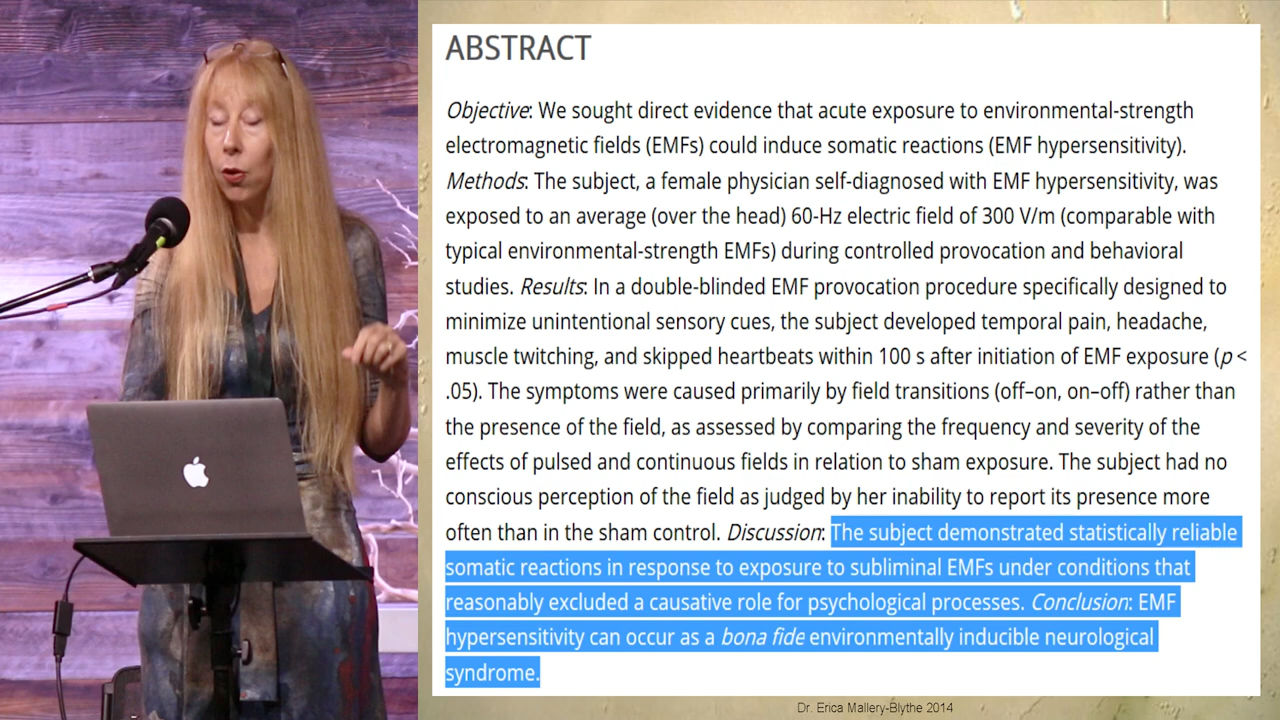 ABSTRACT
Objective: We sought direct evidence that acute exposure to environmental-strength
electromagnetic fields (EMFs) could induce somatic reactions (EMF hypersensitivity).
Methods: The subject, a female physician self-diagnosed with EMF hypersensitivity, was
exposed to an average (over the head) 60-Hz electric field of 300 V/m (comparable with
typical environmental-strength EMFs) during controlled provocation and behavioral
studies. Results: In a double-blinded EMF provocation procedure specifically designed to
minimize unintentional sensory cues, the subject developed temporal pain, headache,
muscle twitching, and skipped heartbeats within 100 s after initiation of EMF exposure (p <
.05). The symptoms were caused primarily by field transitions (off–on, on–off) rather than
the presence of the field, as assessed by comparing the frequency and severity of the
effects of pulsed and continuous fields in relation to sham exposure. The subject had no
conscious perception of the field as judged by her inability to report its presence more
often than in the sham control. Discussion: The subject demonstrated statistically reliable
somatic reactions in response to exposure to subliminal EMFs under conditions that
reasonably excluded a causative role for psychological processes. Conclusion: EMF
hypersensitivity can occur as a bona fide environmentally inducible neurological
syndrome.
Dr. Erica Mallery-Blythe 2014